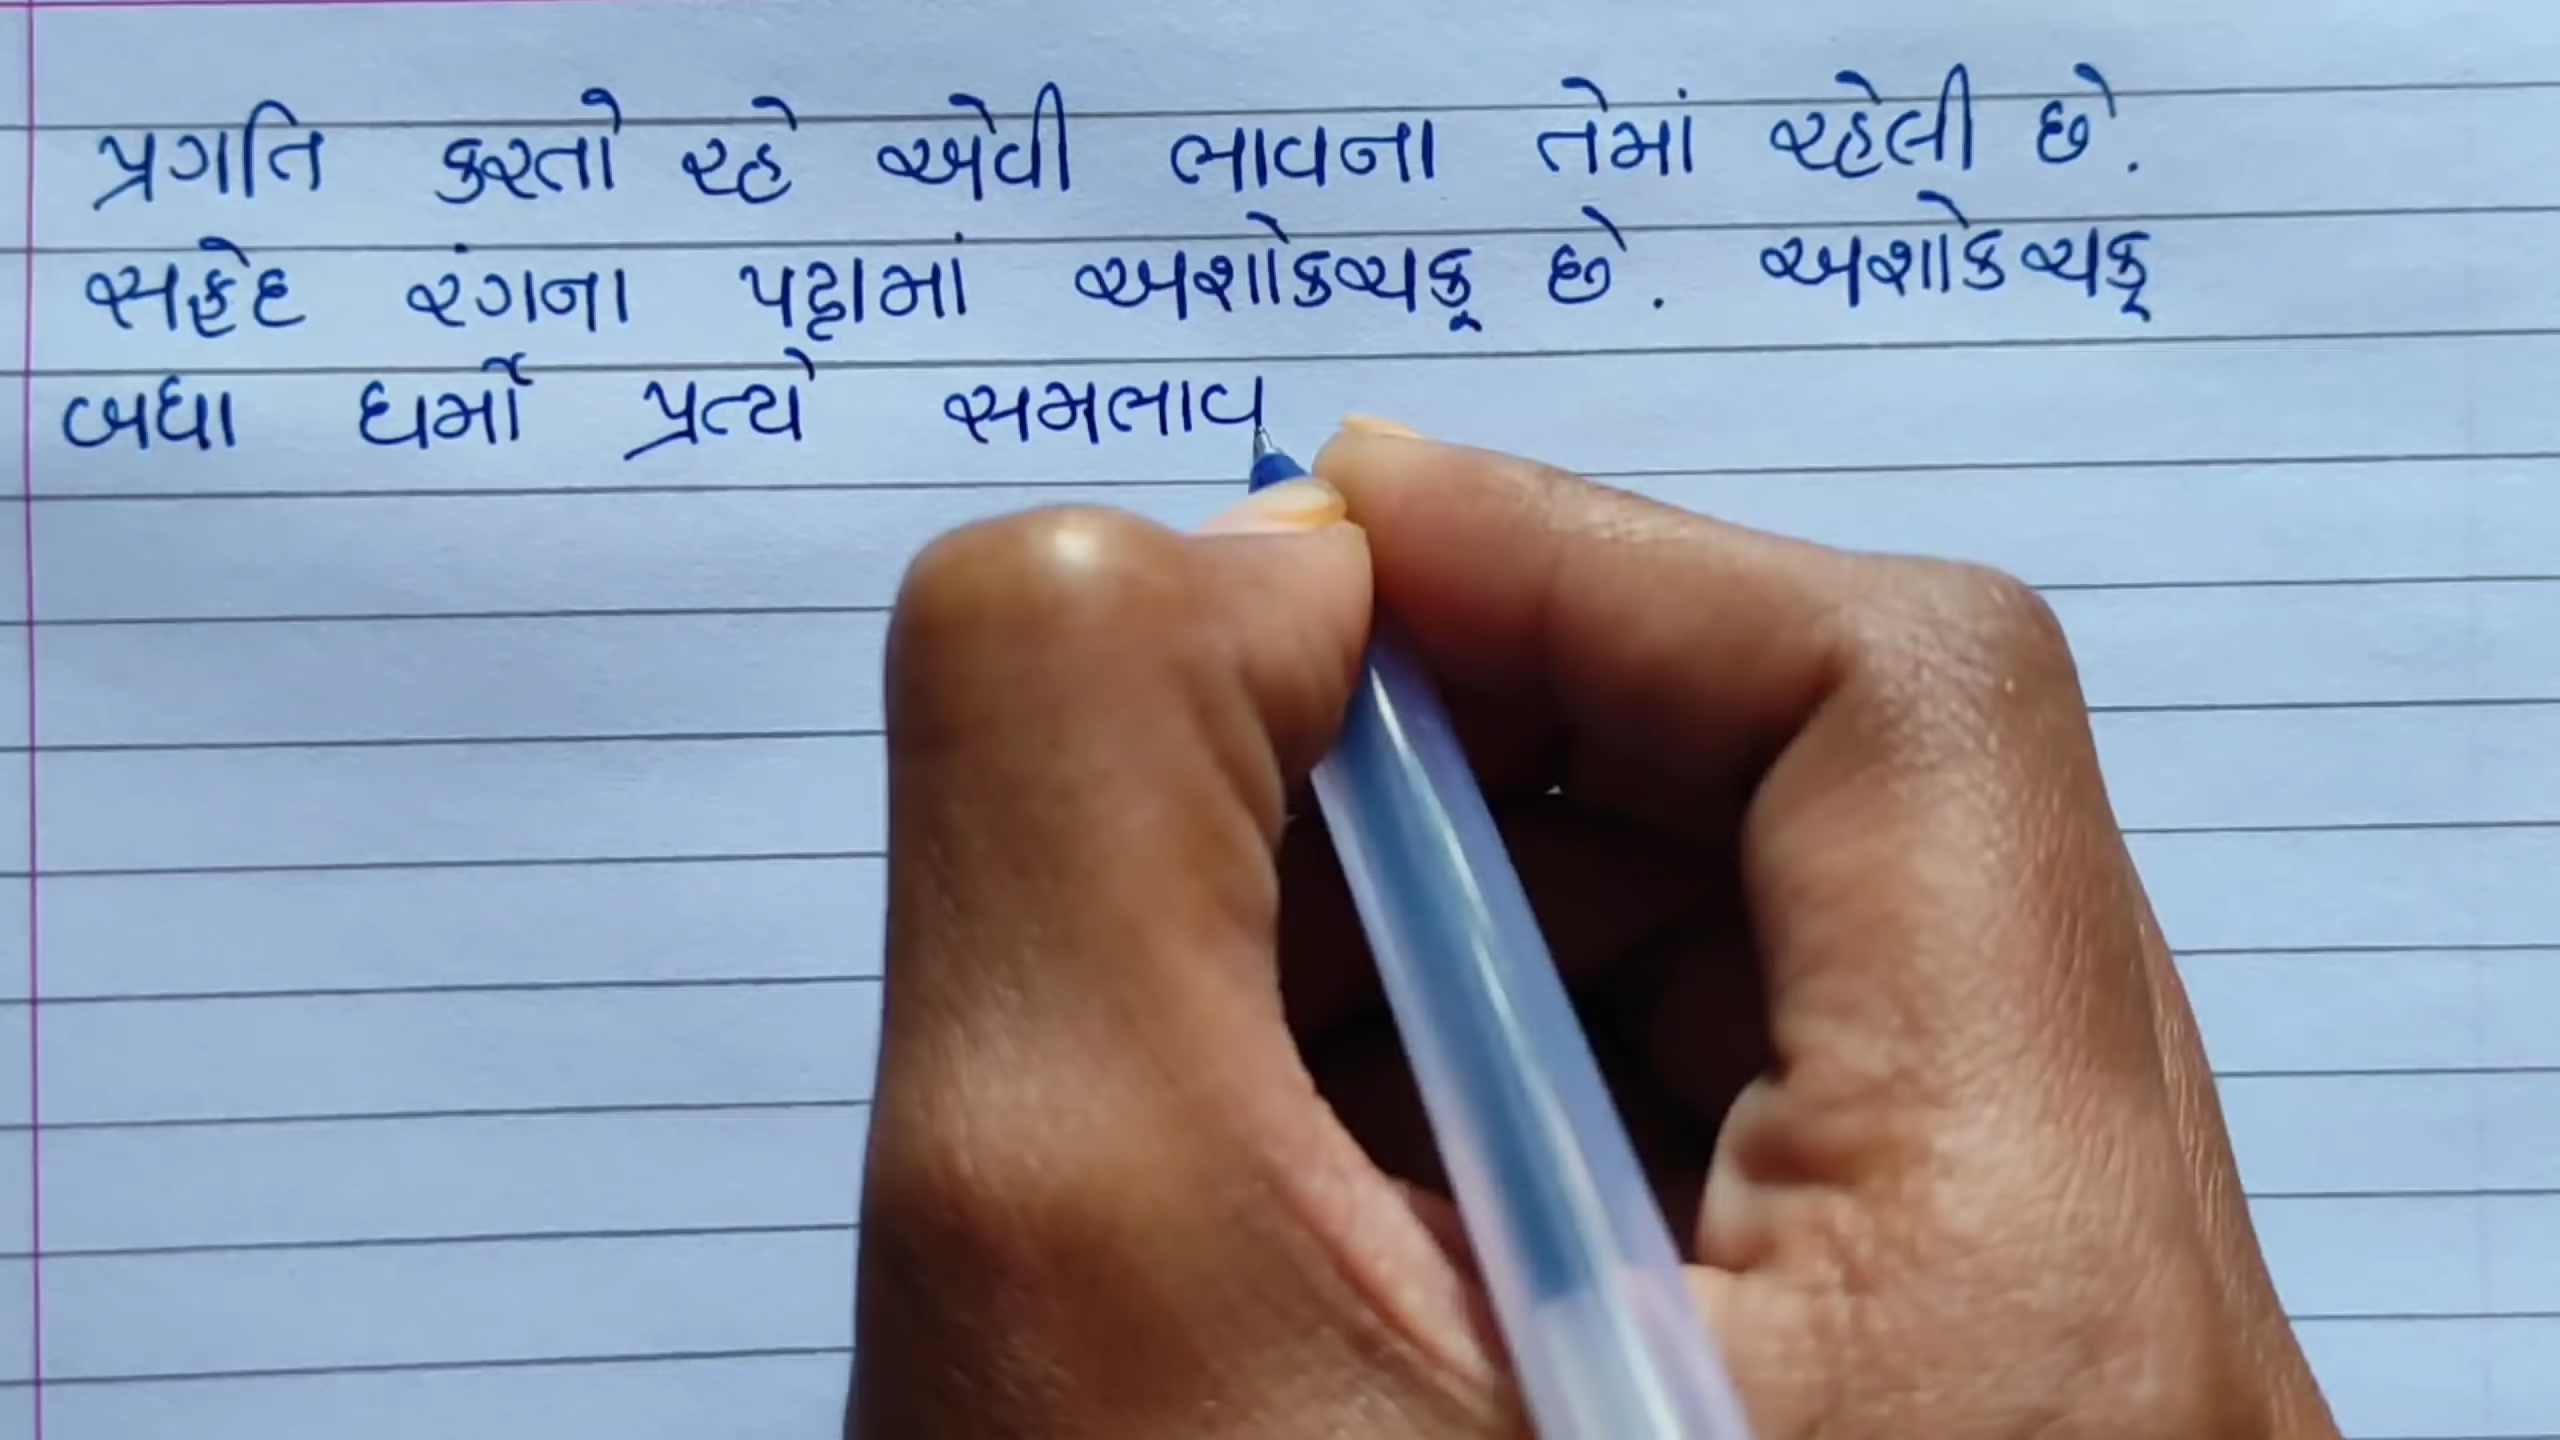 પ્રગતિ કરતો રહે એવી ભાવના તેમાં રહેલી છે.
સફેદ રંગના પટ્ટામાં અશોકચક્ર છે. અશોકચક્ર
બધા ધર્મો પ્રત્યે સમભાવ